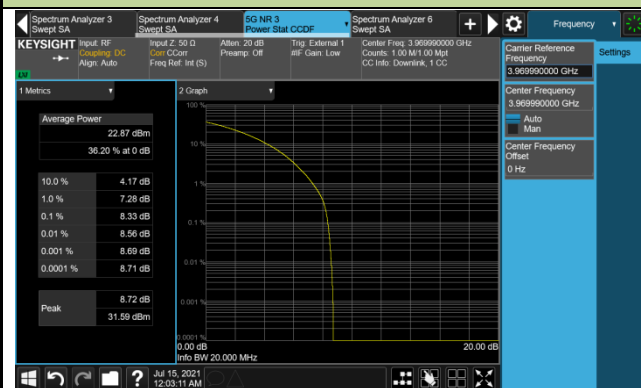 Spectrum Analyzer 3
Swept SA
Spectrum Analyzer 4
Swept SA
5G NR 3
Power Stat CCDF
Spectrum Analyzer 6
Swept SA
Frequency
KEYSIGHT
Input: RF
Coupling: DC
Align: Auto
Input Z: 50 Ω
Corr CCorr
Freq Ref: Int (S)
Atten: 20 dB
Preamp: Off
Trig: External 1
#IF Gain: Low
Center Freq: 3.969990000 GHz
Counts: 1.00 M/1.00 Mpt
CC Info: Downlink, 1 CC
1 Metrics
2 Graph
Average Power
22.87 dBm
36.20 % at 0 dB
10.0 % 4.17 dB
1.0 % 7.28 dB
0.1 % 8.33 dB
0.01 % 8.56 dB
0.001 % 8.69 dB
0.0001 % 8.71 dB
Peak
8.72 dB
31.59 dBm
100 %
10 %
1 %
0.1 %
0.01 %
0.001 %
0.0001 %
0.00 dB
20.00 dB
Info BW 20.000 MHz
Carrier Reference
Frequency
3.969990000 GHz
Center Frequency
3.969990000 GHz
Auto
Man
Center Frequency
Offset
0 Hz
Settings
Jul 15, 2021
12:03:11 AM